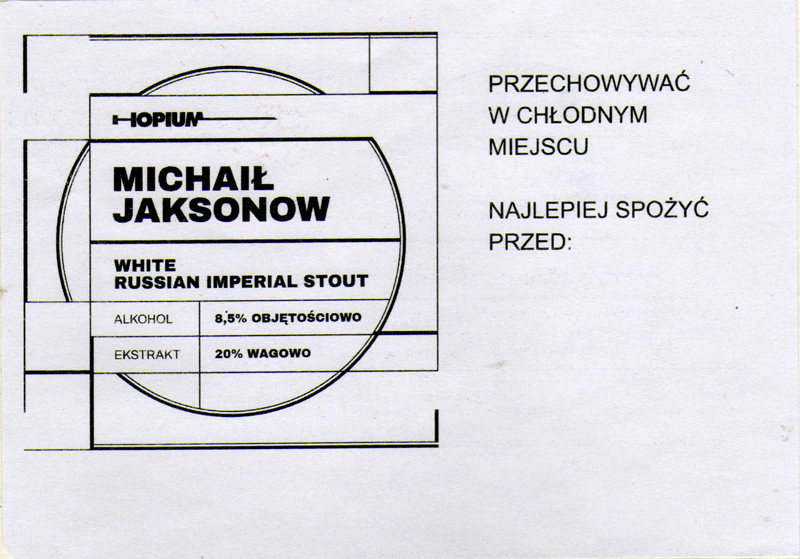 HOPIUM
MICHAIŁ
JAKSONOW
WHITE
RUSSIAN IMPERIAL STOUT
ALKOHOL 8,5% OBJĘTOŚCIOWO
EKSTRAKT 20% WAGOWO
PRZECHOWYWAĆ
W CHŁODNYM
MIEJSCU
NAJLEPIEJ SPOŻYĆ
PRZED: